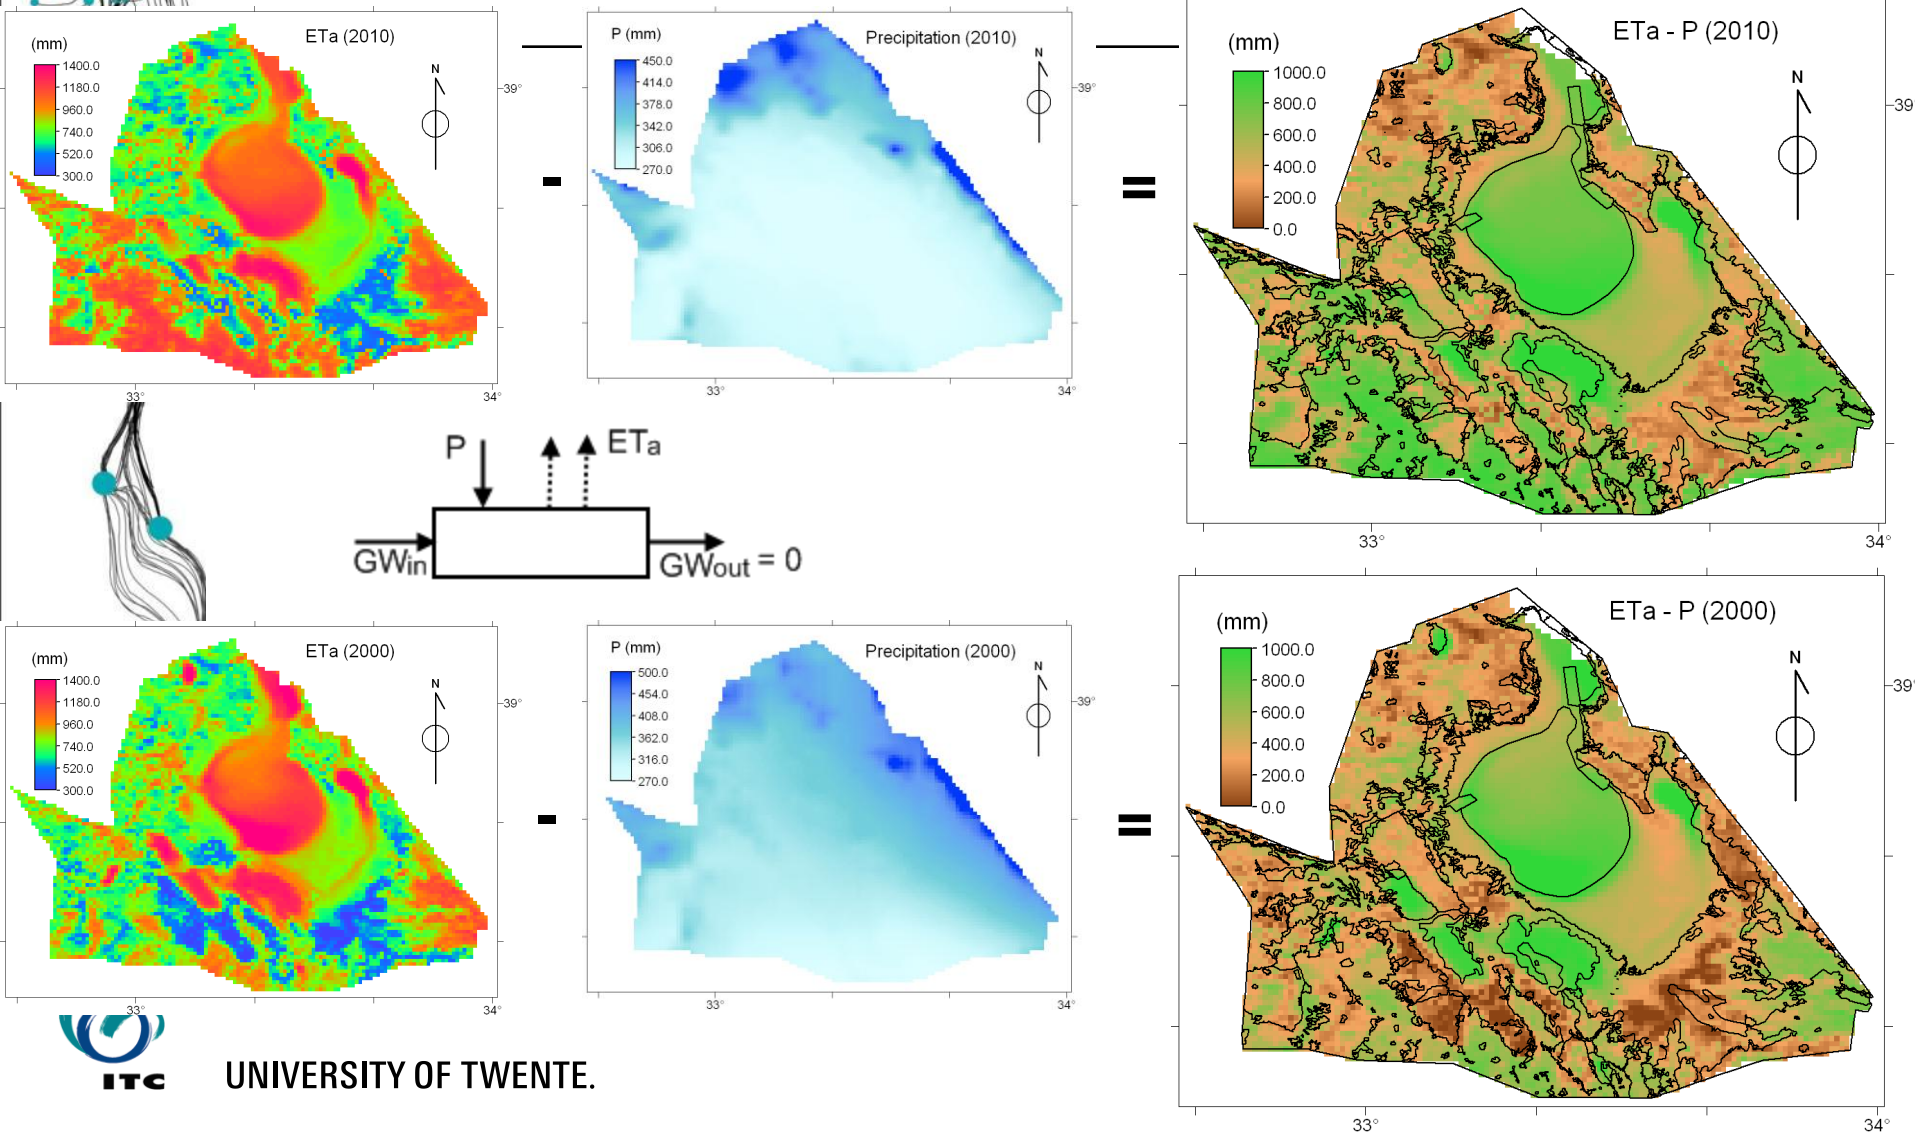 ETa (2010)
(mm)
1400.0
1180.0
960.0
740.0
520.0
300.0
N
39°
33°
34°
P (mm)
Precipitation (2010)
450.0
414.0
378.0
342.0
306.0
270.0
N
39°
33°
34°
-
=
ETa - P (2010)
(mm)
1000.0
800.0
600.0
400.0
200.0
0.0
N
39
33°
34°
P
ETa
GWin
GWout = 0
ETa (2000)
(mm)
1400.0
1180.0
960.0
740.0
520.0
300.0
N
39°
33°
34°
P (mm)
Precipitation (2000)
500.0
454.0
408.0
362.0
316.0
270.0
N
39°
33°
34°
-
=
ETa - P (2000)
(mm)
1000.0
800.0
600.0
400.0
200.0
0.0
N
39°
33°
34°
ITC
UNIVERSITY OF TWENTE.